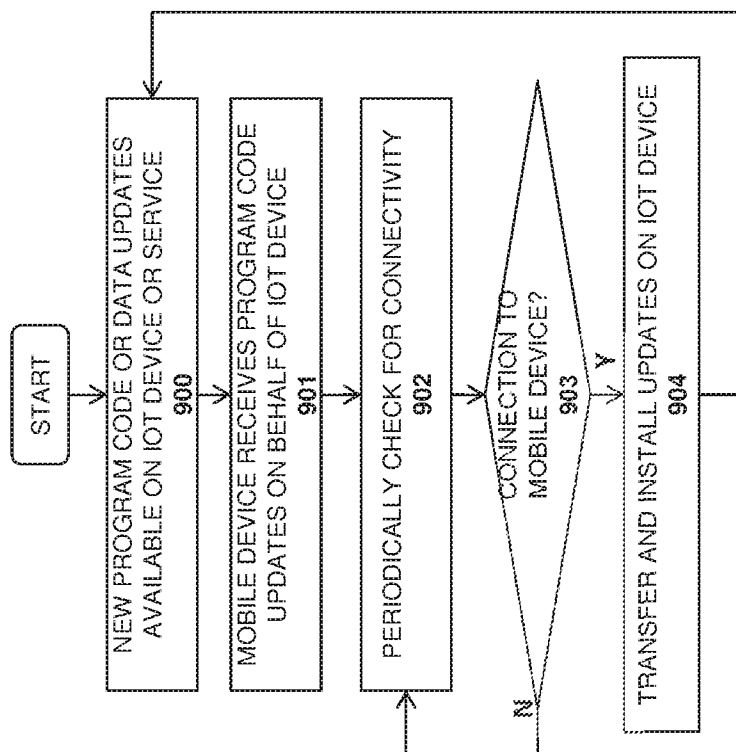 START
NEW PROGRAM CODE OR DATA UPDATES
AVAILABLE ON IOT DEVICE OR SERVICE
900
MOBILE DEVICE RECEIVES PROGRAM CODE
UPDATES ON BEHALF OF IOT DEVICE
901
PERIODICALLY CHECK FOR CONNECTIVITY
902
CONNECTION TO
MOBILE DEVICE?
903
N
Y
TRANSFER AND INSTALL UPDATES ON IOT DEVICE
904